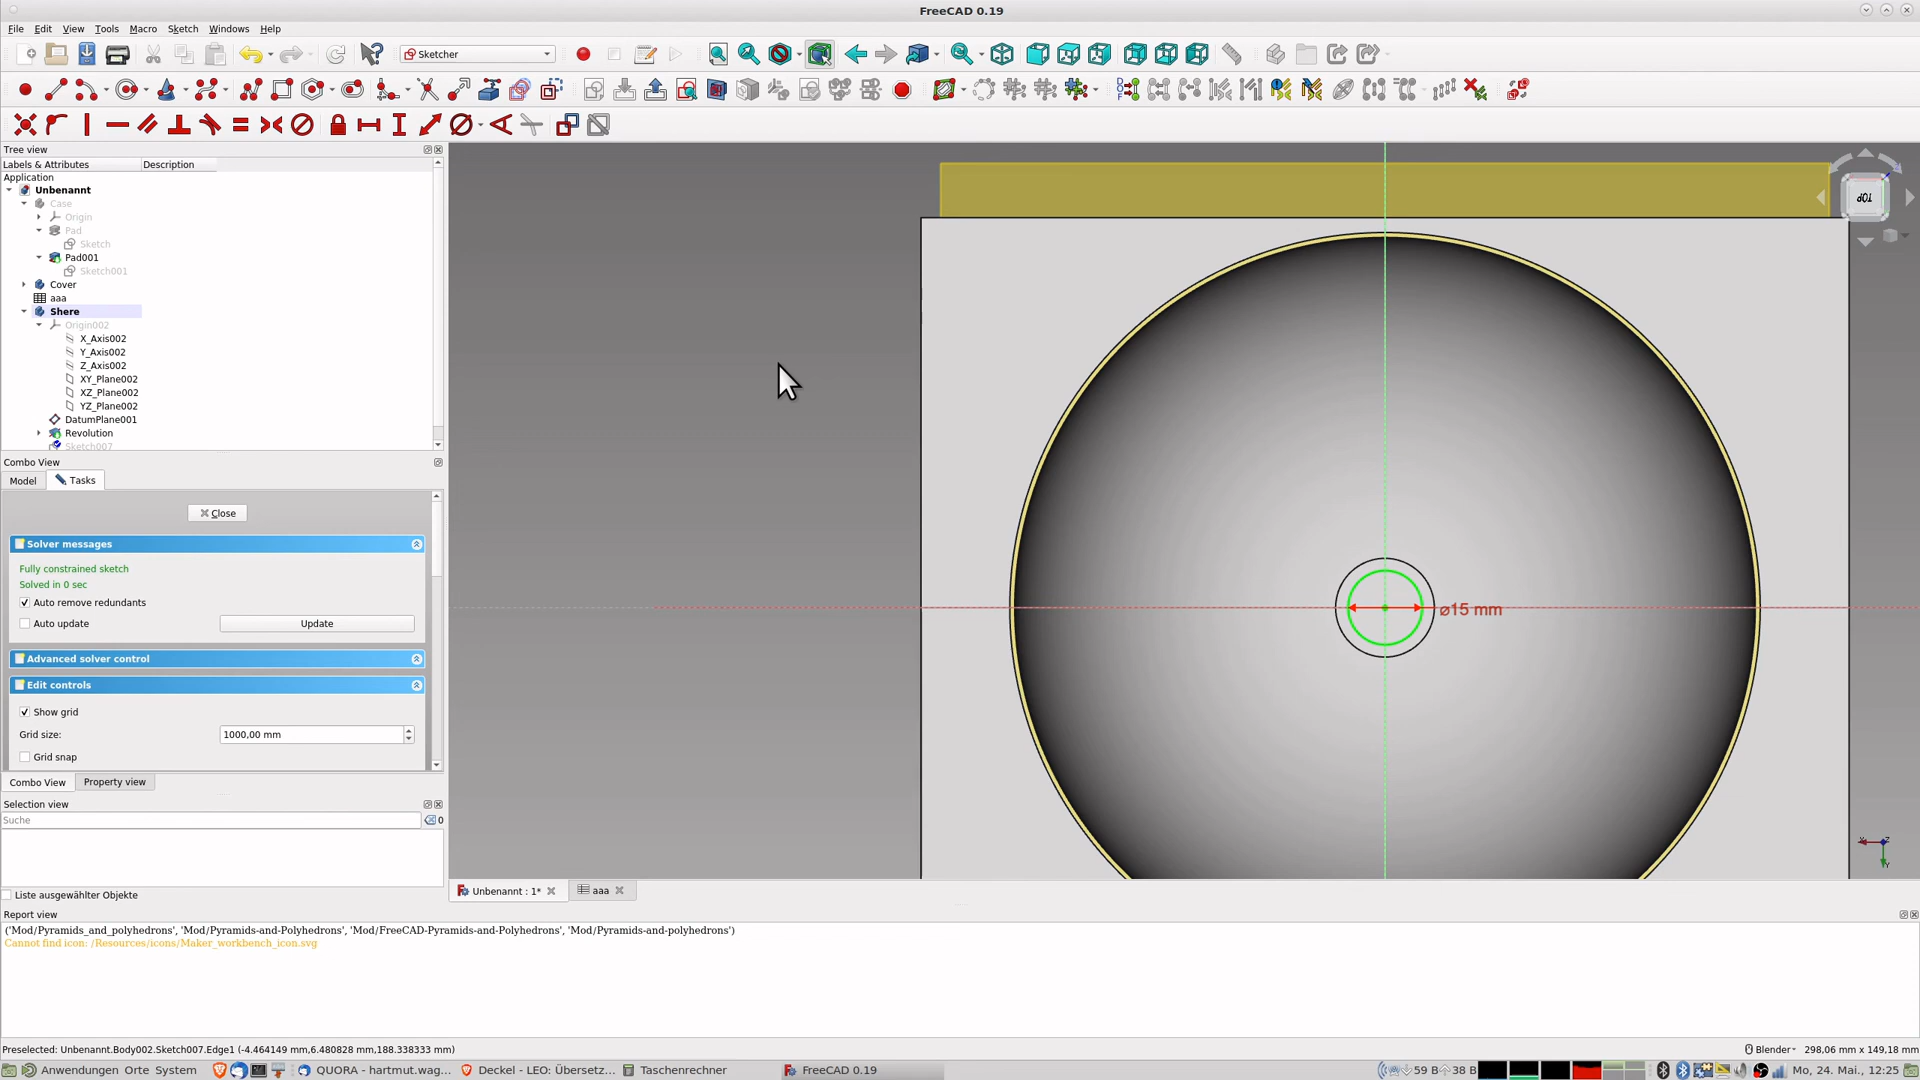 FreeCAD 0.19
File Edit View Tools Macro Sketch Windows Help
Sketcher
Tree view
Labels & Attributes Description
Application
Unbenannt
Case
Origin
Pad
Sketch
Pad001
Sketch001
Cover
aaa
Shere
Origin002
X_Axis002
Y_Axis002
Z_Axis002
XY_Plane002
XZ_Plane002
YZ_Plane002
DatumPlane001
Revolution
Sketch007
Combo View
Model Tasks
Close
Solver messages
Fully constrained sketch
Solved in 0 sec
Auto remove redundants
Auto update Update
Advanced solver control
Edit controls
Show grid
Grid size: 1000,00 mm
Grid snap
Combo View Property view
Selection view
Suche 0
Liste ausgewählter Objekte
TOP
⌀15 mm
Unbenannt : 1* aaa
Report view
('Mod/Pyramids_and_polyhedrons', 'Mod/Pyramids-and-Polyhedrons', 'Mod/FreeCAD-Pyramids-and-Polyhedrons', 'Mod/Pyramids-and-polyhedrons')
Cannot find icon: /Resources/icons/Maker_workbench_icon.svg
Preselected: Unbenannt.Body002.Sketch007.Edge1 (-4.464149 mm,6.480828 mm,188.338333 mm) Blender 298,06 mm x 149,18 mm
Anwendungen Orte System QUORA - hartmut.wag... Deckel - LEO: Übersetz... Taschenrechner FreeCAD 0.19 59 B 38 B Mo, 24. Mai., 12:25